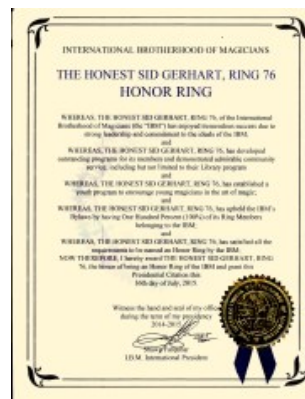 INTERNATIONAL BROTHERHOOD OF MAGICIANS
THE HONEST SID GERHART, RING 76
HONOR RING
WHEREAS, THE HONEST SID GERHART, RING 76, of the International
Brotherhood of Magicians (the "IBM") has enjoyed tremendous success due to
strong leadership and commitment to the ideals of the IBM;
and
WHEREAS, THE HONEST SID GERHART, RING 76, has developed
outstanding programs for its members and demonstrated admirable community
service, including but not limited to their Library program
and
WHEREAS, THE HONEST SID GERHART, RING 76, has established a
youth program to encourage young magicians in the art of magic;
and
WHEREAS, THE HONEST SID GERHART, RING 76, has upheld the IBM's
Bylaws by having One Hundred Percent (100%) of its Ring Members
belonging to the IBM;
and
WHEREAS, THE HONEST SID GERHART, RING 76, has satisfied all the
requirements to be named an Honor Ring by the IBM:
NOW THEREFORE, I hereby award THE HONEST SID GERHART, RING
76, the honor of being an Honor Ring of the IBM and grant this
Presidential Citation this
day of July, 2015.
Witness the hand and seal of my office
during the term of my presidency
2014-2015
I.B.M. International President